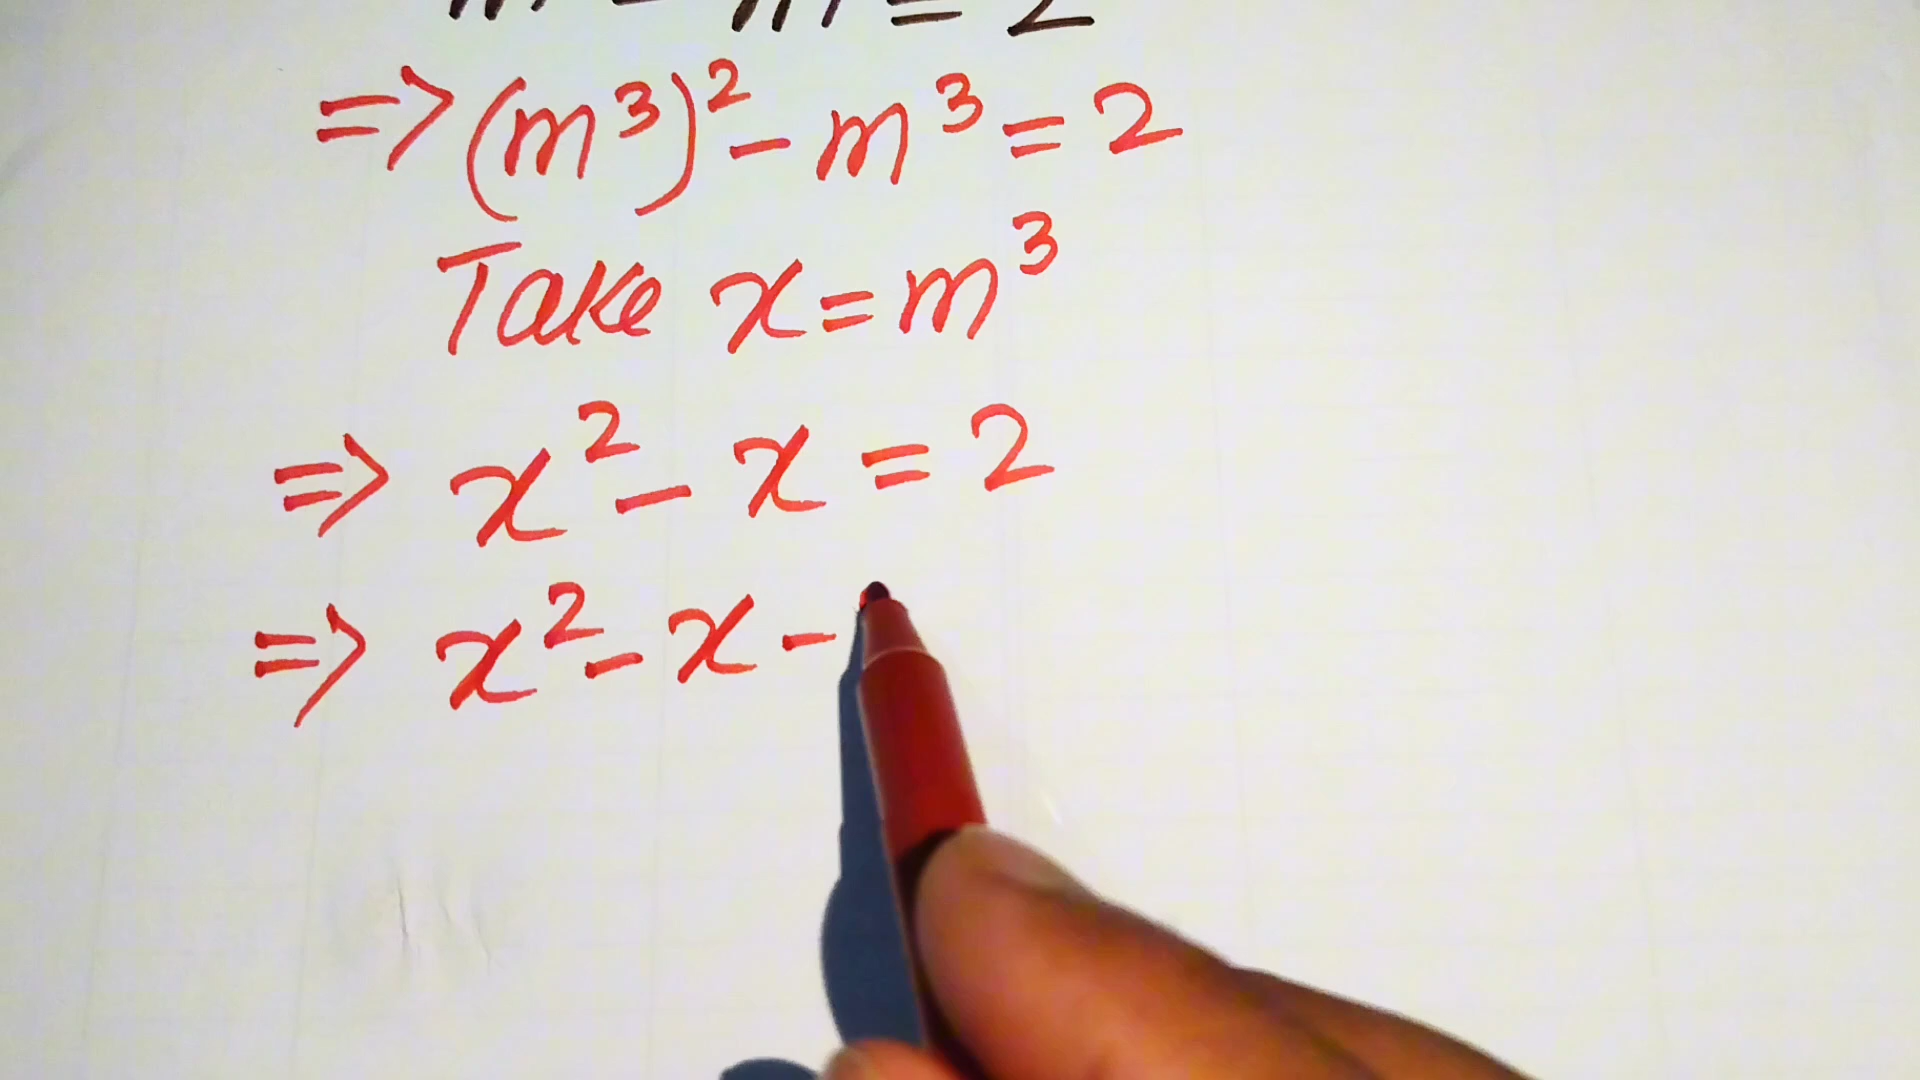 => (m³)² - m³ = 2
Take x = m³
=> x² - x = 2
=> x² - x -